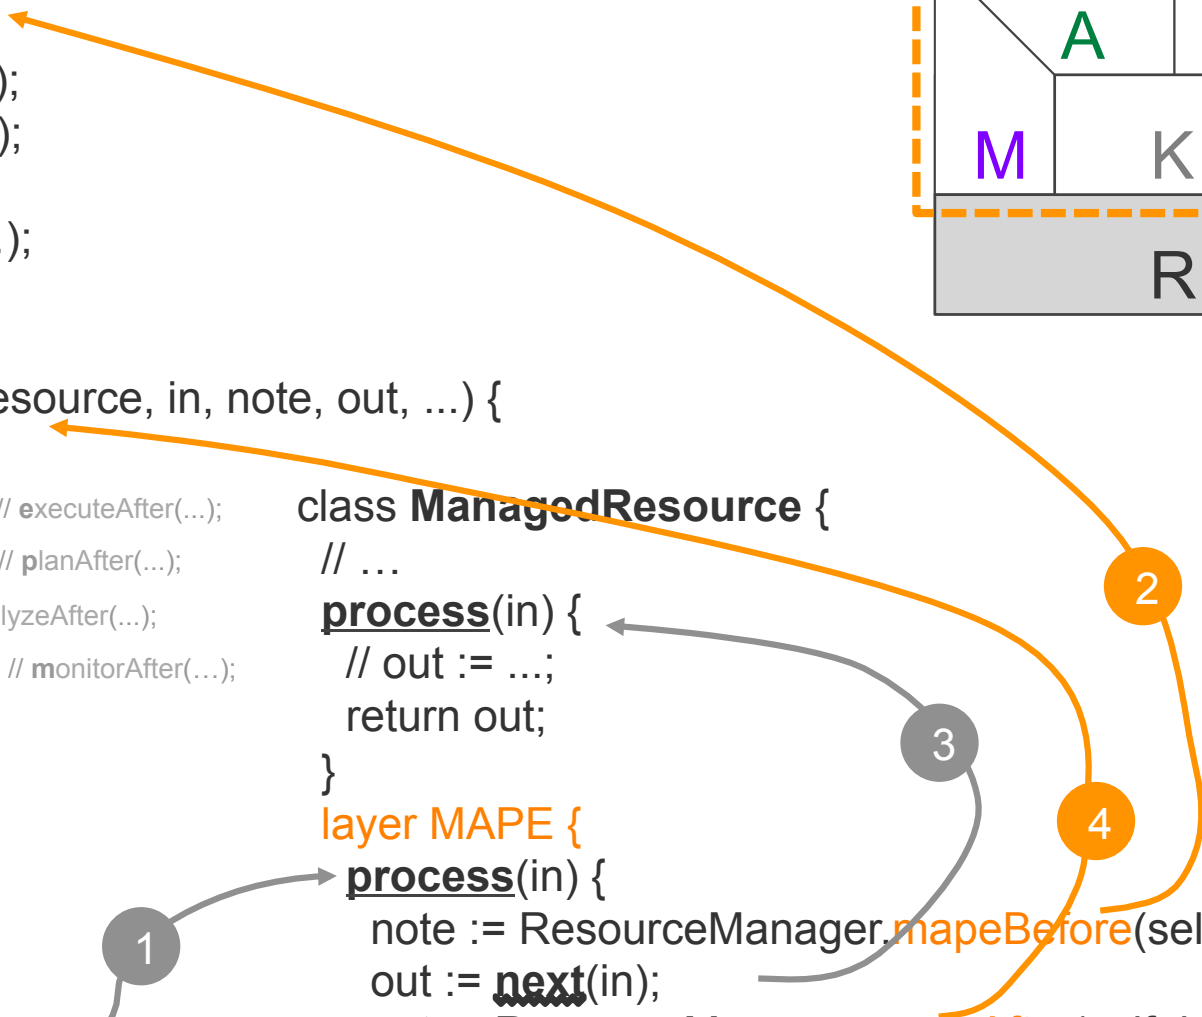 A
);
);
M K
.);
R
esource, in, note, out, ...) {
// executeAfter(...);
class ManagedResource {
// planAfter(...);
// …
2
lyzeAfter(...);
process(in) {
// monitorAfter(…);
// out := ...;
return out;
3
}
layer MAPE {
4
process(in) {
1
note := ResourceManager.mapeBefore(sel
out := next(in);